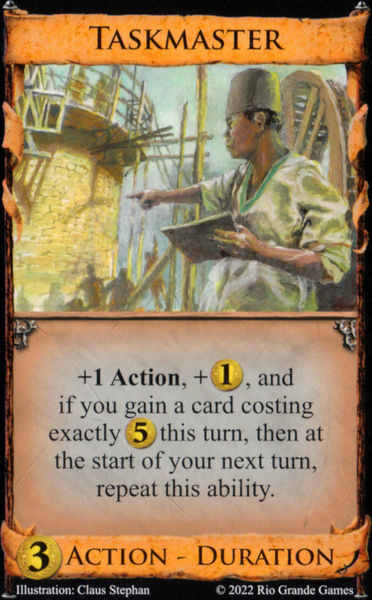 TASKMASTER
+1 Action, +1, and
if you gain a card costing
exactly 5 this turn, then at
the start of your next turn,
repeat this ability.
3 ACTION - DURATION
Illustration: Claus Stephan © 2022 Rio Grande Games